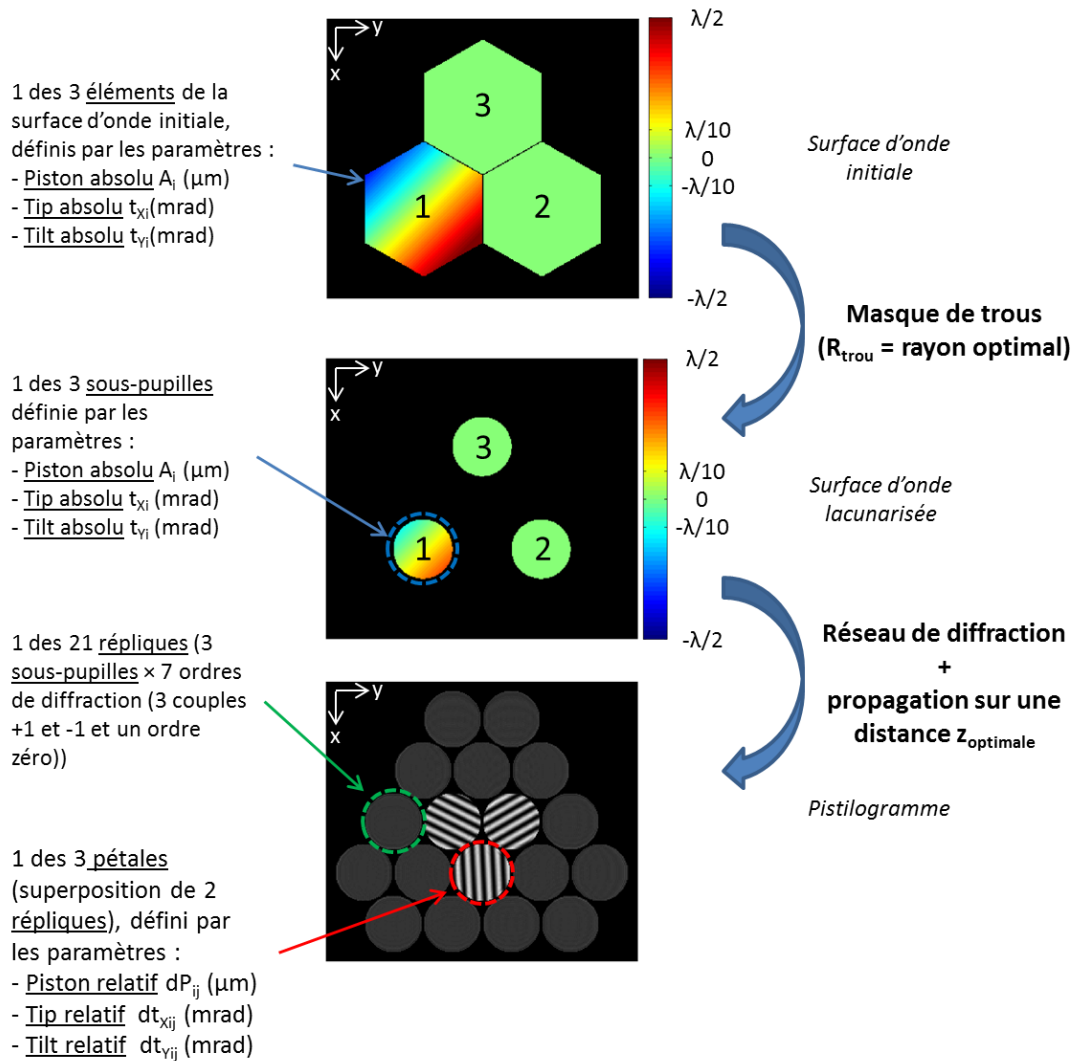 y
x
3
1
2
λ/2
λ/10
0
-λ/10
-λ/2
1 des 3 éléments de la
surface d'onde initiale,
définis par les paramètres :
- Piston absolu Ai (µm)
- Tip absolu tXi(mrad)
- Tilt absolu tYi(mrad)
Surface d'onde
initiale
Masque de trous
(Rtrou = rayon optimal)
y
x
3
1
2
λ/2
λ/10
0
-λ/10
-λ/2
1 des 3 sous-pupilles
définie par les
paramètres :
- Piston absolu Ai (µm)
- Tip absolu tXi (mrad)
- Tilt absolu tYi (mrad)
Surface d'onde
lacunarisée
Réseau de diffraction
+
propagation sur une
distance zoptimale
1 des 21 répliques (3
sous-pupilles × 7 ordres
de diffraction (3 couples
+1 et -1 et un ordre
zéro))
y
x
Pistilogramme
1 des 3 pétales
(superposition de 2
répliques), défini par
les paramètres :
- Piston relatif dPij (µm)
- Tip relatif dtXij (mrad)
- Tilt relatif dtYij (mrad)